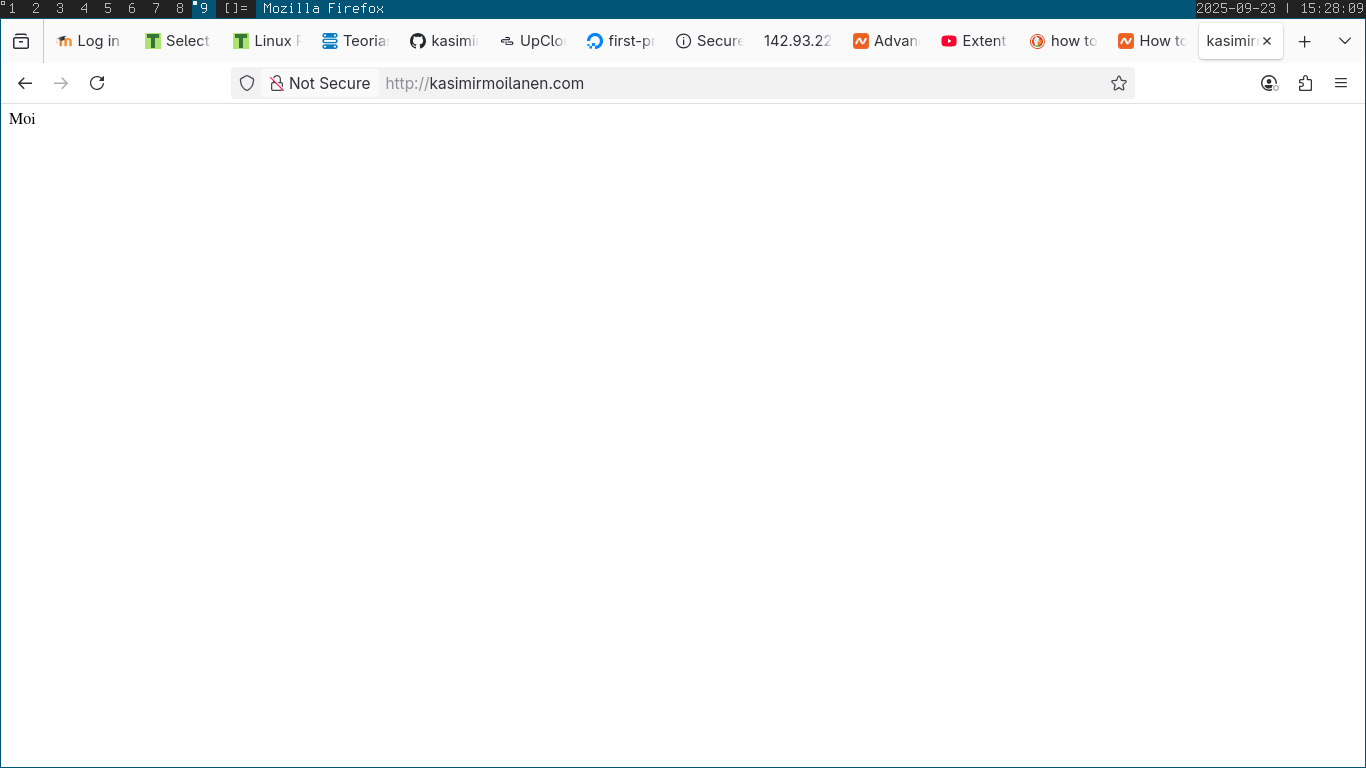 1 2 3 4 5 6 7 8 9 []= Mozilla Firefox 2025-09-23 | 15:28:09
Log in Select Linux Teoria kasimi UpClo first-pr Secure 142.93.22 Advan Extent how to How to kasimir
Not Secure http://kasimirmoilanen.com
Moi